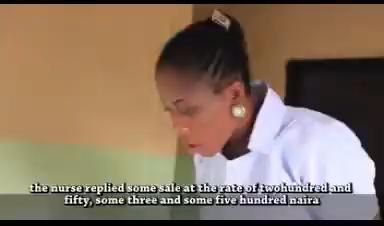 the nurse replied some sale at the rate of twohundred and
fifty, some three and some five hundred naira